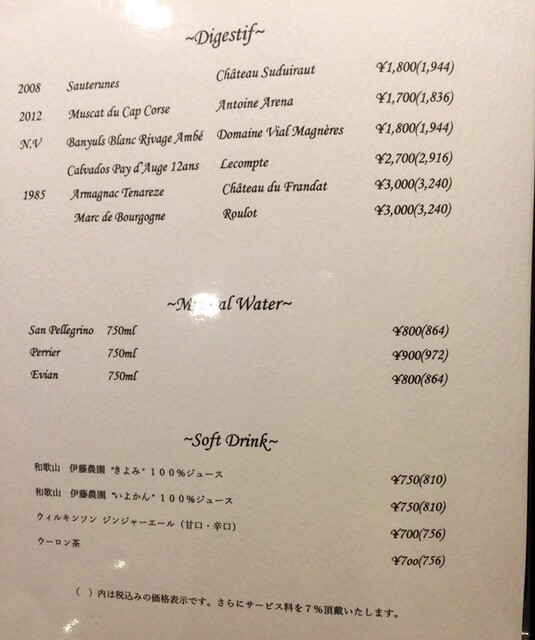 ~Digestif~
2008 Sauterunes Château Suduiraut ¥1,800(1,944)
2012 Muscat du Cap Corse Antoine Arena ¥1,700(1,836)
N.V Banyuls Blanc Rivage Ambé Domaine Vial Magnères ¥1,800(1,944)
Calvados Pay d'Auge 12ans Lecompte ¥2,700(2,916)
1985 Armagnac Tenareze Château du Frandat ¥3,000(3,240)
Marc de Bourgogne Roulot ¥3,000(3,240)
Water~
San Pellegrino 750ml ¥800(864)
Perrier 750ml ¥900(972)
Evian 750ml ¥800(864)
~Soft Drink~
和歌山 伊藤農園 "きよみ" 100%ジュース ¥750(810)
和歌山 伊藤農園 "いよかん" 100%ジュース ¥750(810)
ウィルキンソン ジンジャーエール（甘口・辛口） ¥700(756)
ウーロン茶 ¥7oo(756)
（ ）内は税込みの価格表示です。さらにサービス料を7％頂戴いたします。